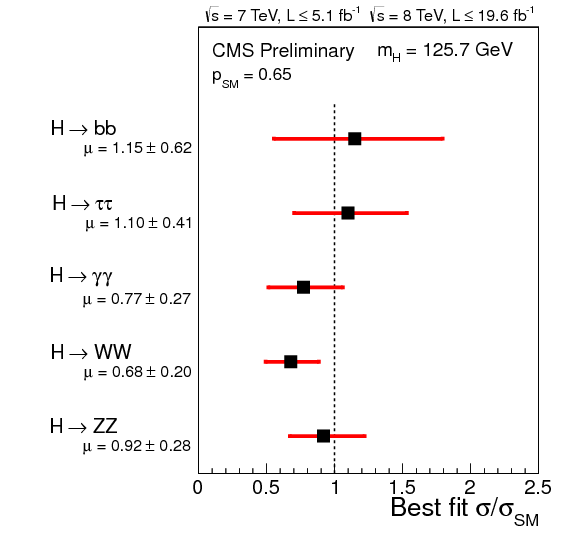 √s = 7 TeV, L ≤ 5.1 fb⁻¹ √s = 8 TeV, L ≤ 19.6 fb⁻¹
CMS Preliminary m_H = 125.7 GeV
p_SM = 0.65
H → bb
μ = 1.15 ± 0.62
H → ττ
μ = 1.10 ± 0.41
H → γγ
μ = 0.77 ± 0.27
H → WW
μ = 0.68 ± 0.20
H → ZZ
μ = 0.92 ± 0.28
0 0.5 1 1.5 2 2.5
Best fit σ/σ_SM